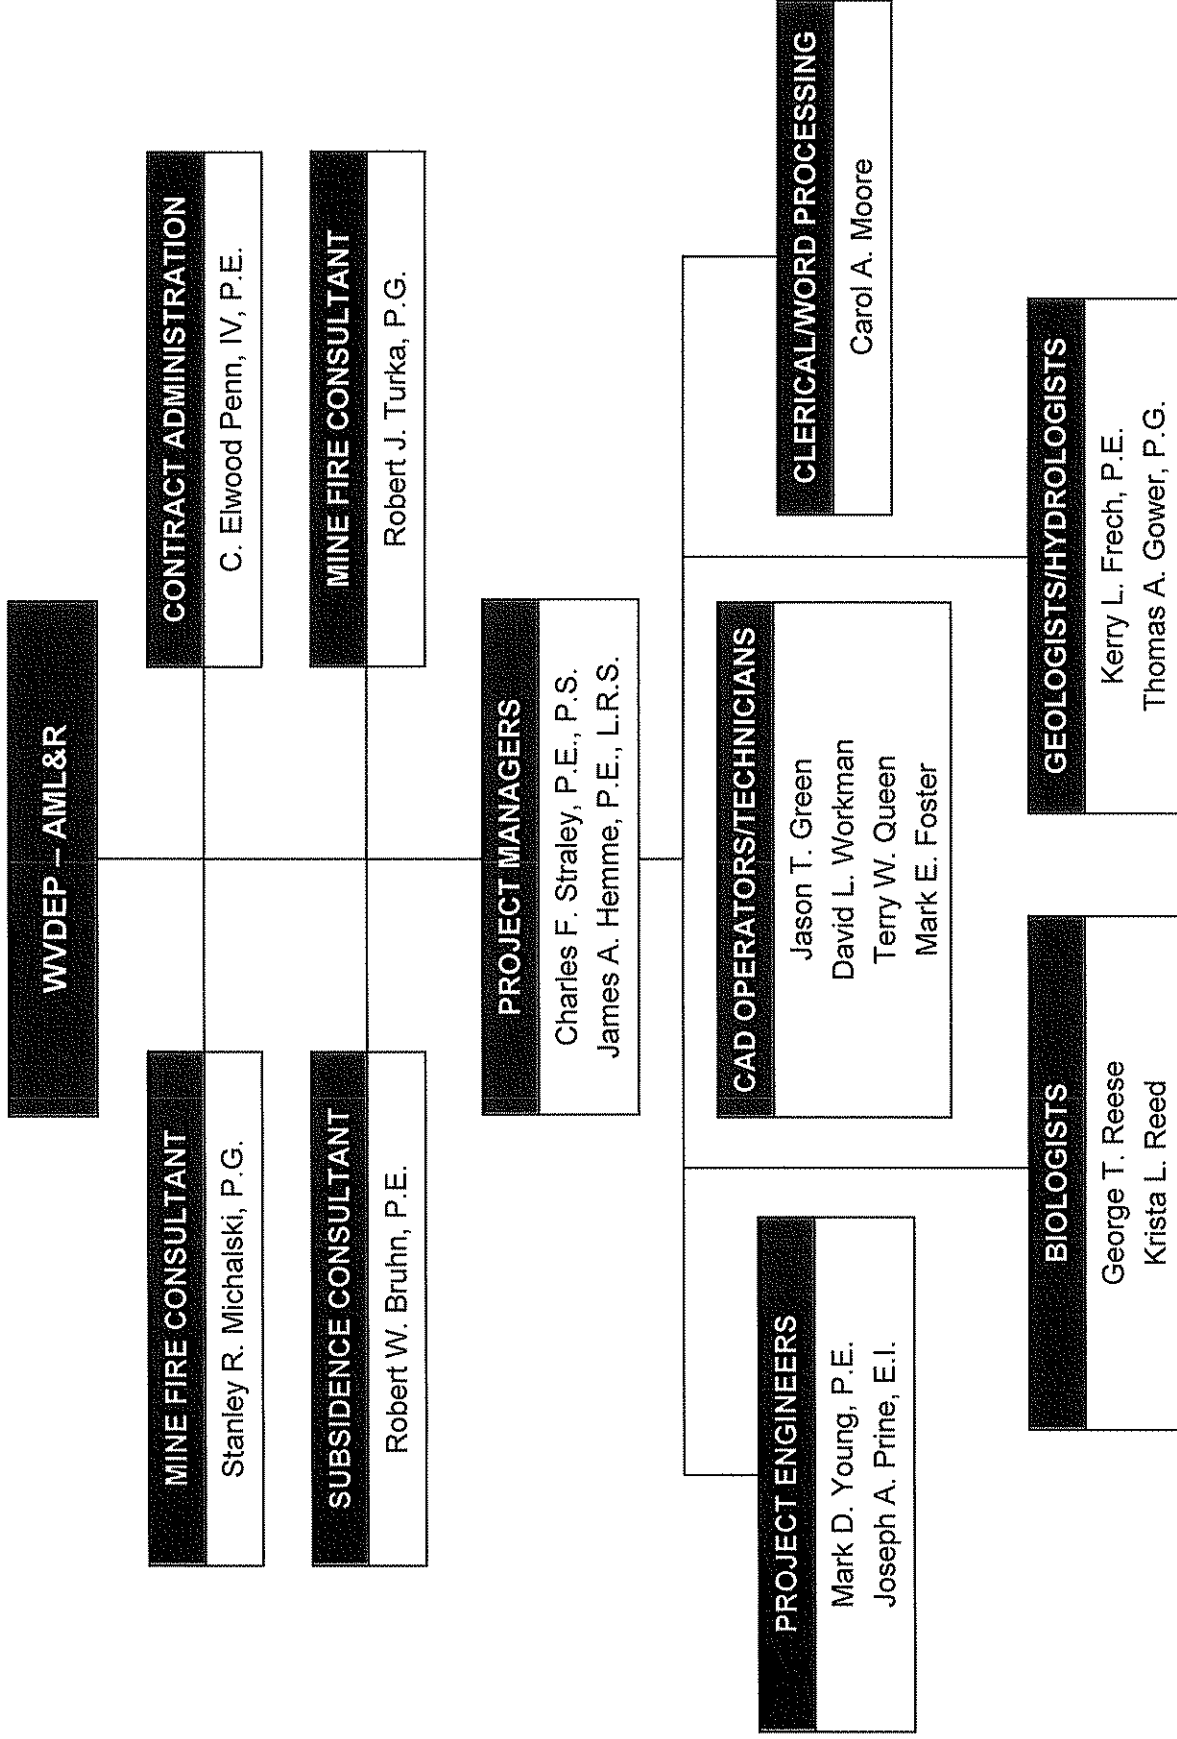 WVDEP – AML&R
MINE FIRE CONSULTANT
Stanley R. Michalski, P.G.
CONTRACT ADMINISTRATION
C. Elwood Penn, IV, P.E.
SUBSIDENCE CONSULTANT
Robert W. Bruhn, P.E.
MINE FIRE CONSULTANT
Robert J. Turka, P.G.
PROJECT MANAGERS
Charles F. Straley, P.E., P.S.
James A. Hemme, P.E., L.R.S.
PROJECT ENGINEERS
Mark D. Young, P.E.
Joseph A. Prine, E.I.
CAD OPERATORS/TECHNICIANS
Jason T. Green
David L. Workman
Terry W. Queen
Mark E. Foster
CLERICAL/WORD PROCESSING
Carol A. Moore
BIOLOGISTS
George T. Reese
Krista L. Reed
GEOLOGISTS/HYDROLOGISTS
Kerry L. Frech, P.E.
Thomas A. Gower, P.G.